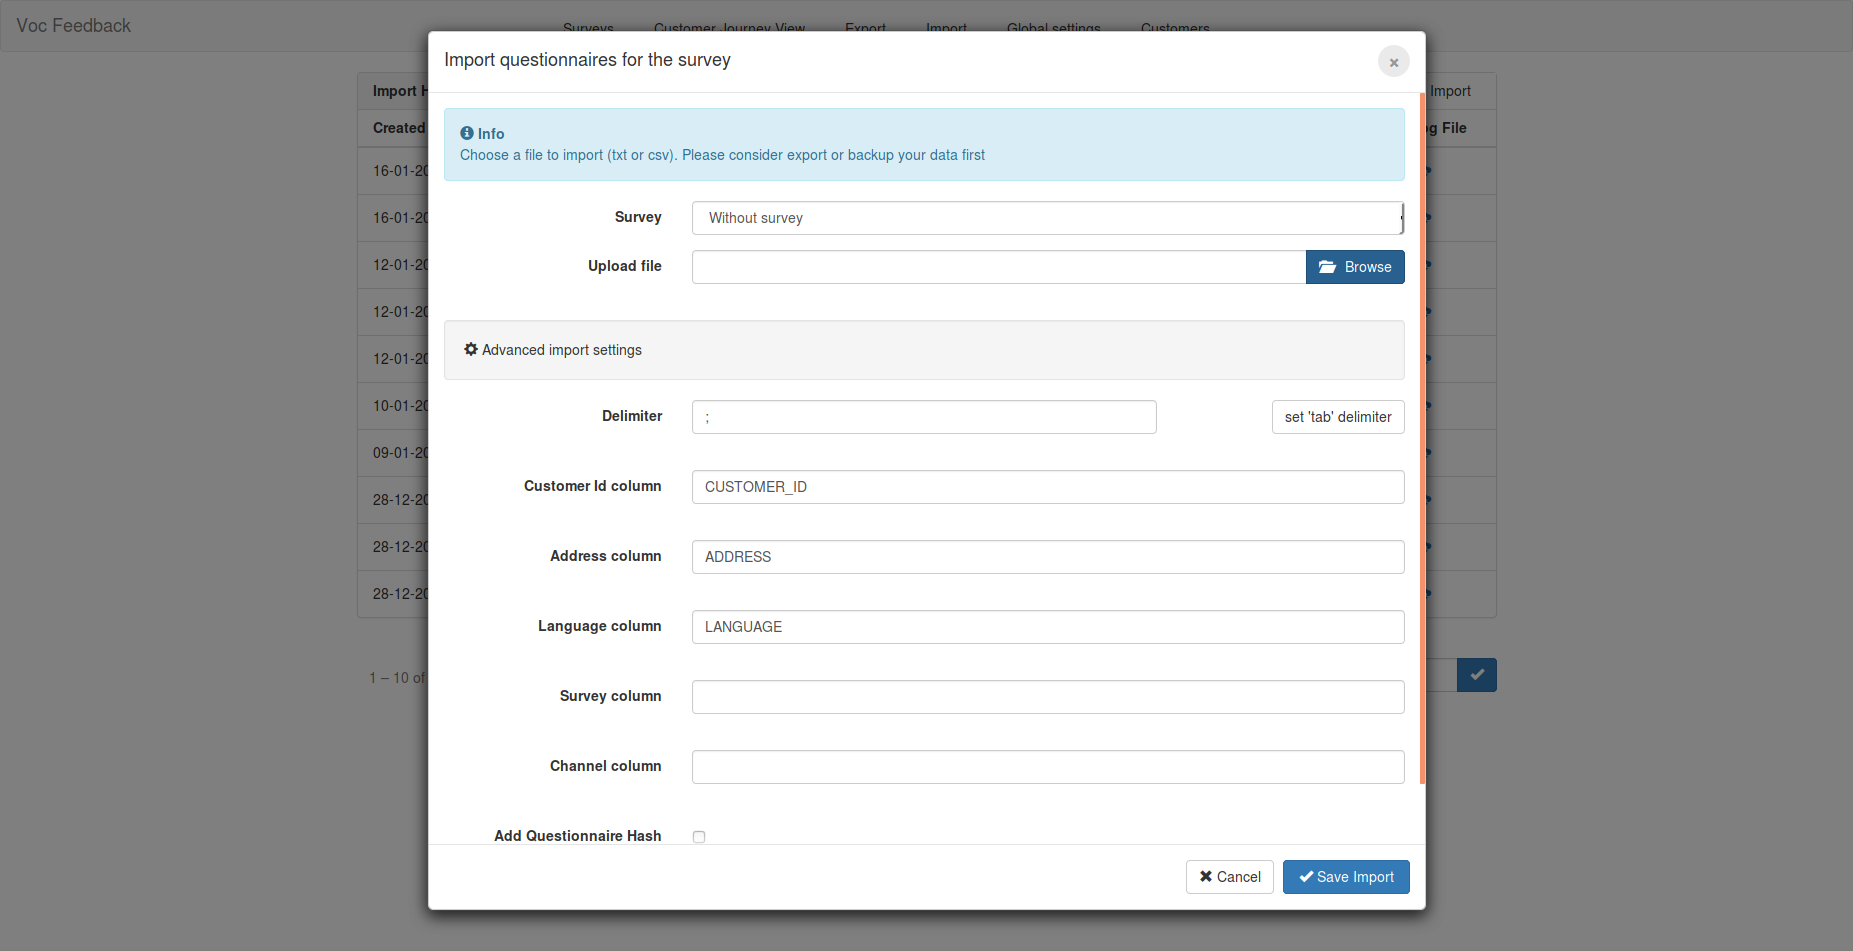 Voc Feedback
Surveys Customer Journey View Export Import Global settings Customers
Import questionnaires for the survey
×
Import H
Import
Created
g File
Info
Choose a file to import (txt or csv). Please consider export or backup your data first
16-01-20
16-01-20
12-01-20
12-01-20
12-01-20
10-01-20
09-01-20
28-12-20
28-12-20
28-12-20
Survey Without survey
Upload file Browse
Advanced import settings
Delimiter ; set 'tab' delimiter
Customer Id column CUSTOMER_ID
Address column ADDRESS
Language column LANGUAGE
Survey column
1 – 10 of
Channel column
Add Questionnaire Hash
Cancel Save Import